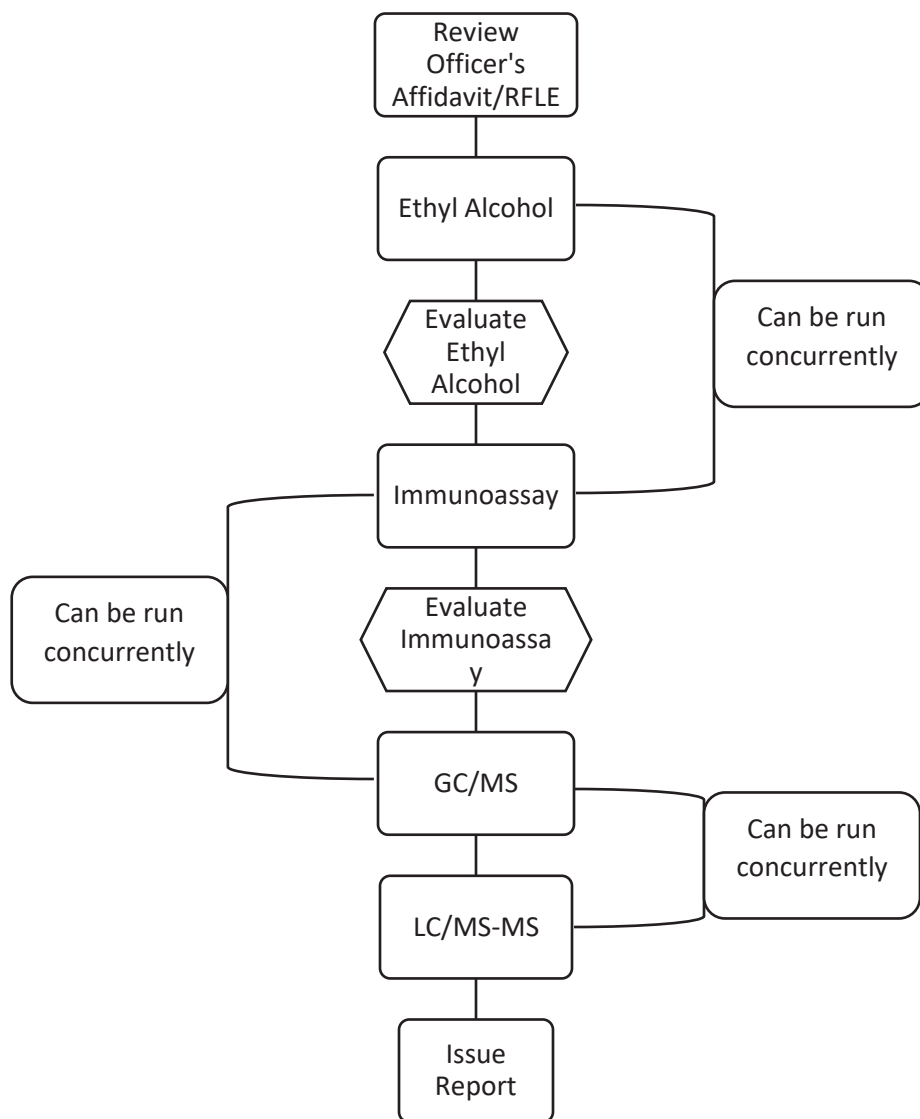 Review
Officer's
Affidavit/RFLE
Ethyl Alcohol
Evaluate
Ethyl
Alcohol
Can be run
concurrently
Immunoassay
Can be run
concurrently
Evaluate
Immunoassa
y
GC/MS
Can be run
concurrently
LC/MS-MS
Issue
Report